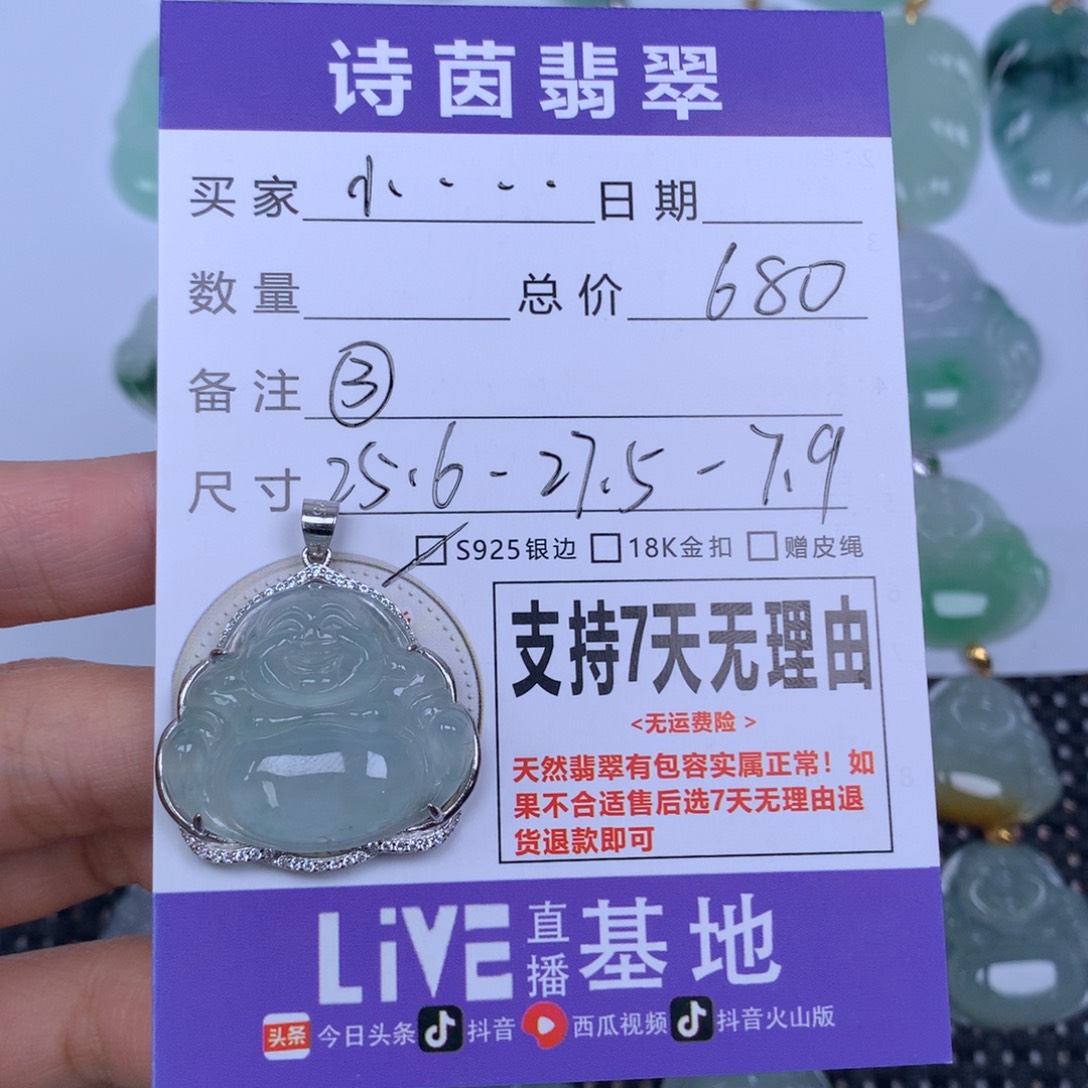 诗茵翡翠
买家 小 · · · · 日期
数量 总价 680
备注 ③
尺寸 25.6 - 27.5 - 7.9
S925银边 18K金扣 赠皮绳
支持7天无理由
<无运费险 >
天然翡翠有包容实属正常！如
果不合适售后选7天无理由退
货退款即可
LiVE 直播 基地
头条 今日头条 抖音 西瓜视频 抖音火山版